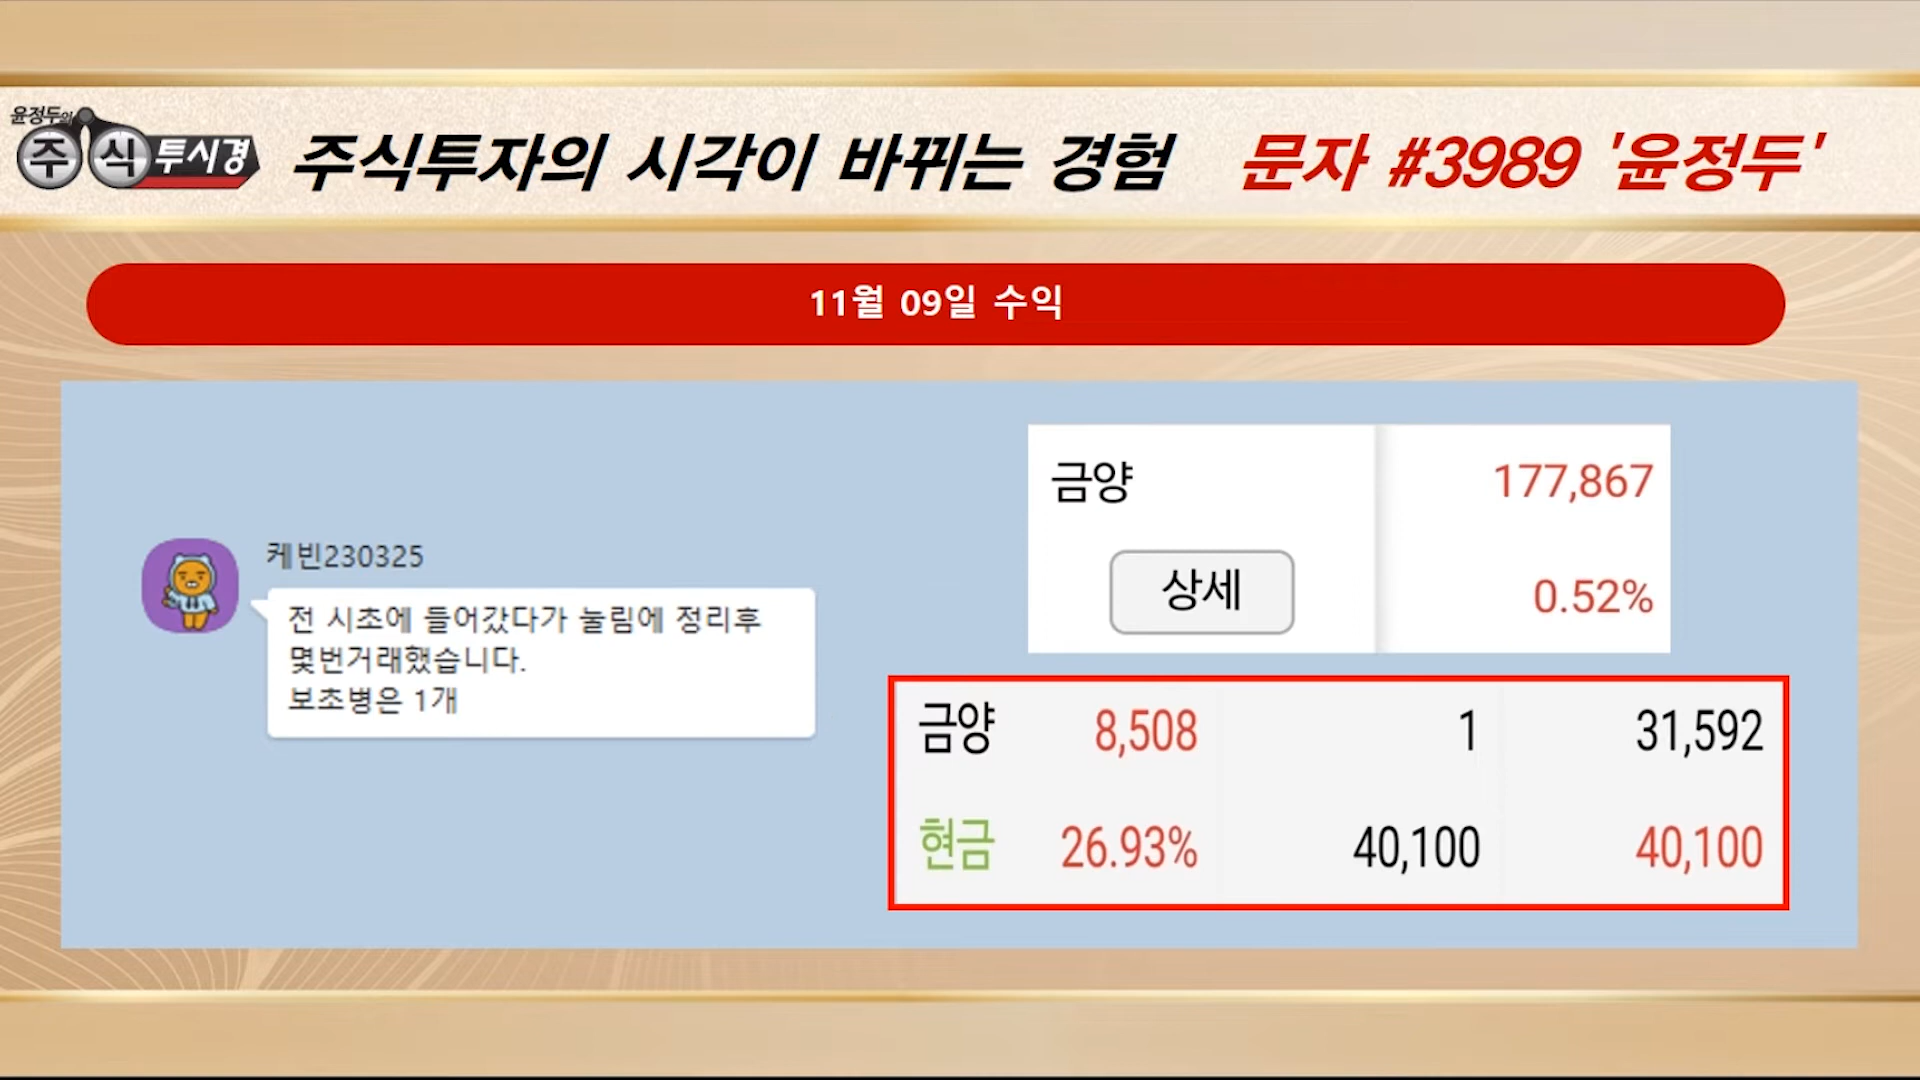 윤정두의
주식투시경
주식투자의 시각이 바뀌는 경험 문자 #3989 '윤정두'
11월 09일 수익
케빈230325
전 시초에 들어갔다가 눌림에 정리후
몇번거래했습니다.
보초병은 1개
금양 177,867
상세 0.52%
금양 8,508 1 31,592
현금 26.93% 40,100 40,100